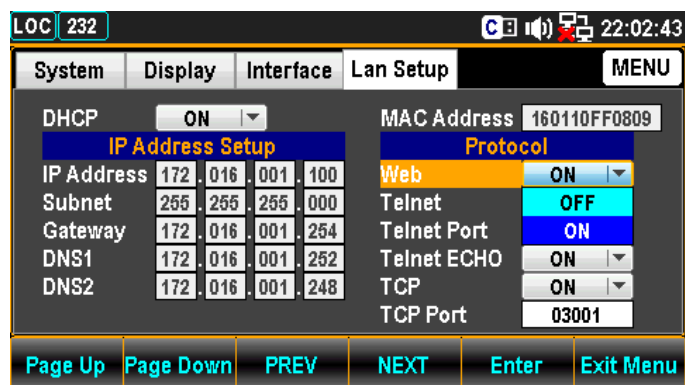 LOC 232 C 22:02:43
System Display Interface Lan Setup MENU
DHCP ON MAC Address 160110FF0809
IP Address Setup Protocol
IP Address 172 . 016 . 001 . 100 Web ON
Subnet 255 . 255 . 255 . 000 Telnet OFF
Gateway 172 . 016 . 001 . 254 Telnet Port ON
DNS1 172 . 016 . 001 . 252 Telnet ECHO ON
DNS2 172 . 016 . 001 . 248 TCP ON
TCP Port 03001
Page Up Page Down PREV NEXT Enter Exit Menu